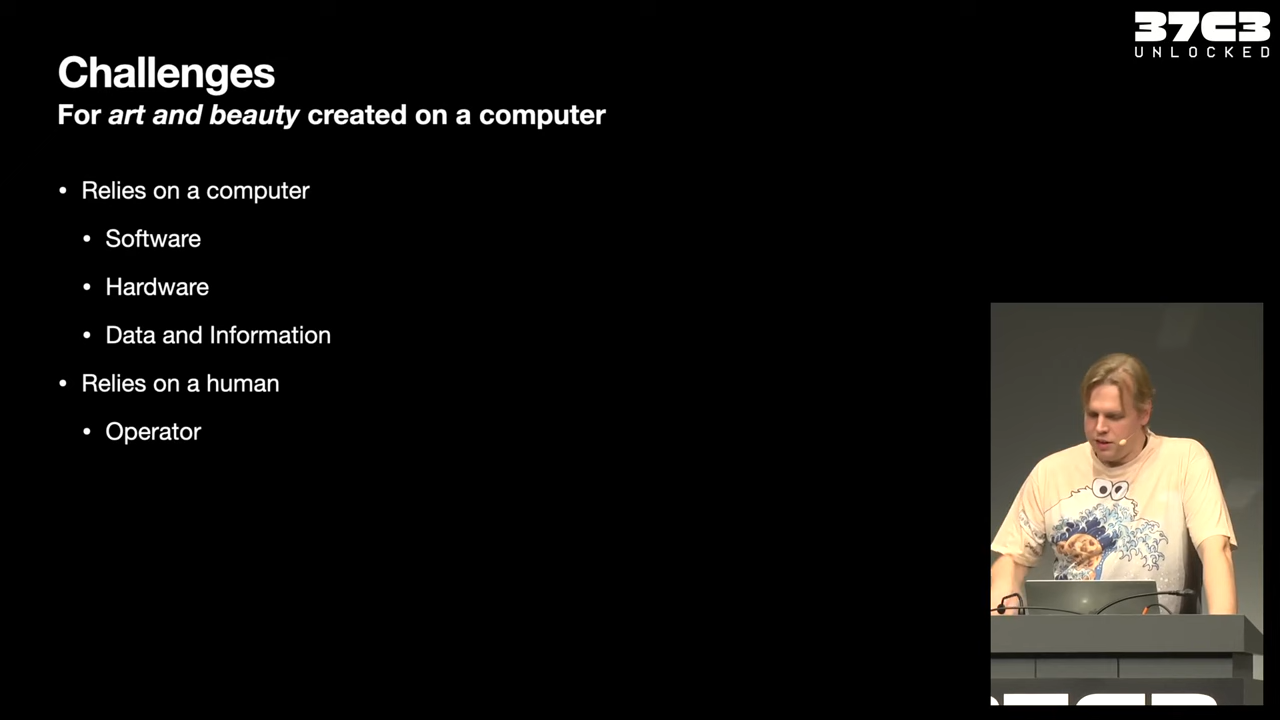 37C3
UNLOCKED
Challenges
For art and beauty created on a computer
• Relies on a computer
• Software
• Hardware
• Data and Information
• Relies on a human
• Operator